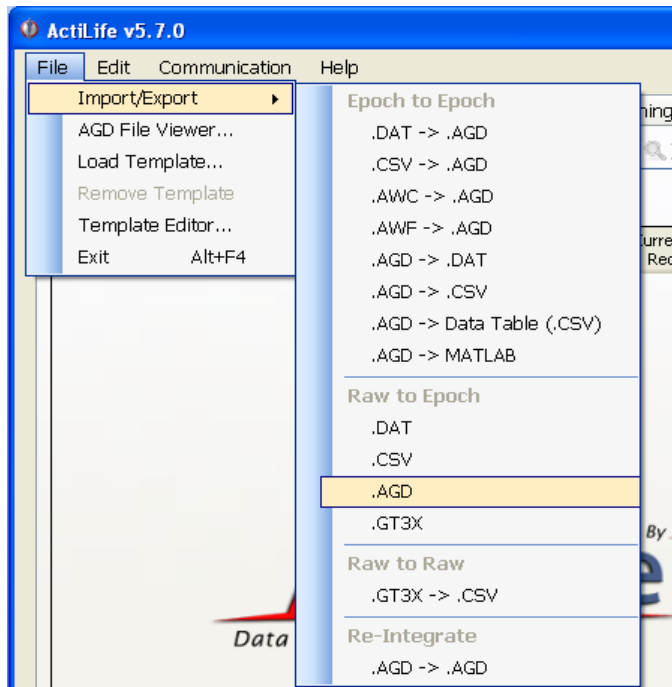 ActiLife v5.7.0
File Edit Communication Help
Import/Export
AGD File Viewer...
Load Template...
Remove Template
Template Editor...
Exit Alt+F4
Epoch to Epoch
.DAT -> .AGD
.CSV -> .AGD
.AWC -> .AGD
.AWF -> .AGD
.AGD -> .DAT
.AGD -> .CSV
.AGD -> Data Table (.CSV)
.AGD -> MATLAB
Raw to Epoch
.DAT
.CSV
.AGD
.GT3X
Raw to Raw
.GT3X -> .CSV
Re-Integrate
.AGD -> .AGD
By
Data